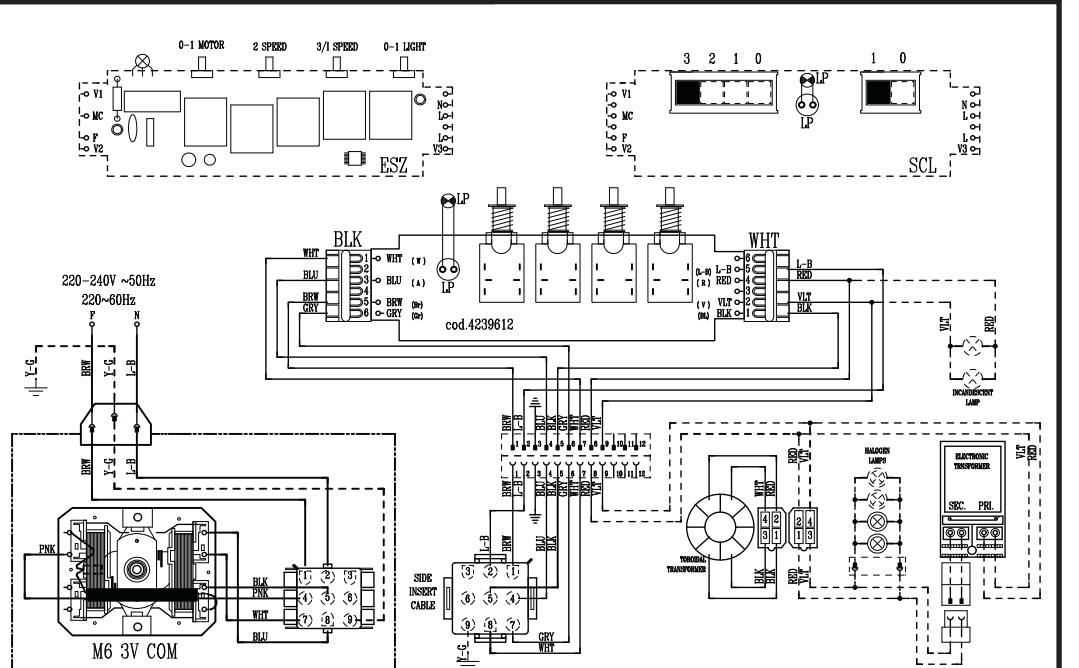 0-1 MOTOR 2 SPEED 3/I SPEED 0-1 LIGHT
V1
MC
F
V2
N
L
L
V3
ESZ
3 2 1 0
1 0
LP
LP
V1
MC
F
V2
N
L
L
V3
SCL
LP
LP
BLK
WHT
WHT 1 WHT (W)
2
BLU 3 BLU (A)
4
BRW 5 BRW (Br)
GRY 6 GRY (Gr)
cod.4239612
6
(L-B) L-B 5 L-B
(R) RED 4 RED
3
(V) VLT 2 VLT
(BL) BLK 1 BLK
220-240V ~50Hz
220~60Hz
F N
Y-G BRW Y-G L-B
BRW Y-G L-B
VLT RED
INCANDESCENT
LAMP
BRW L-B BLU BLK GRY WHT RED VLT
1 2 3 4 5 6 7 8 9 10 11 12
1 2 3 4 5 6 7 8 9 10 11 12
BRW L-B BLU BLK GRY WHT RED VLT
PNK
BLK
PNK
WHT
BLU
1 2 3
4 5 6
7 8 9
M6 3V COM
SIDE
INSERT
CABLE
L-B BRW BLU BLK
3 2 1
6 5 4
9 8 7
GRY
WHT
Y-G
TOROIDAL
TRANSFORMER
WHT RED
4 2
3 1
BLK BLK
RED VLT
2 4
1 3
RED VLT
HALOGEN
LAMPS
ELECTRONIC
TRNSFORMER
SEC. PRI.
VLT RED